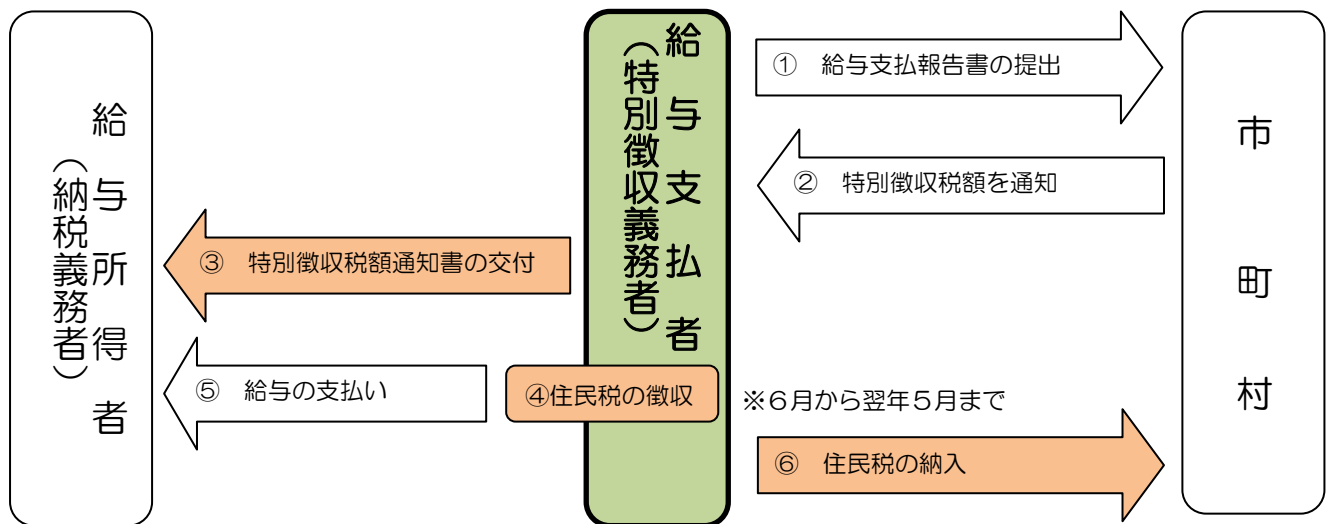 給与所得者
（納税義務者）
給与支払者
（特別徴収義務者）
市町村
① 給与支払報告書の提出
② 特別徴収税額を通知
③ 特別徴収税額通知書の交付
④住民税の徴収
⑤ 給与の支払い
※６月から翌年５月まで
⑥ 住民税の納入